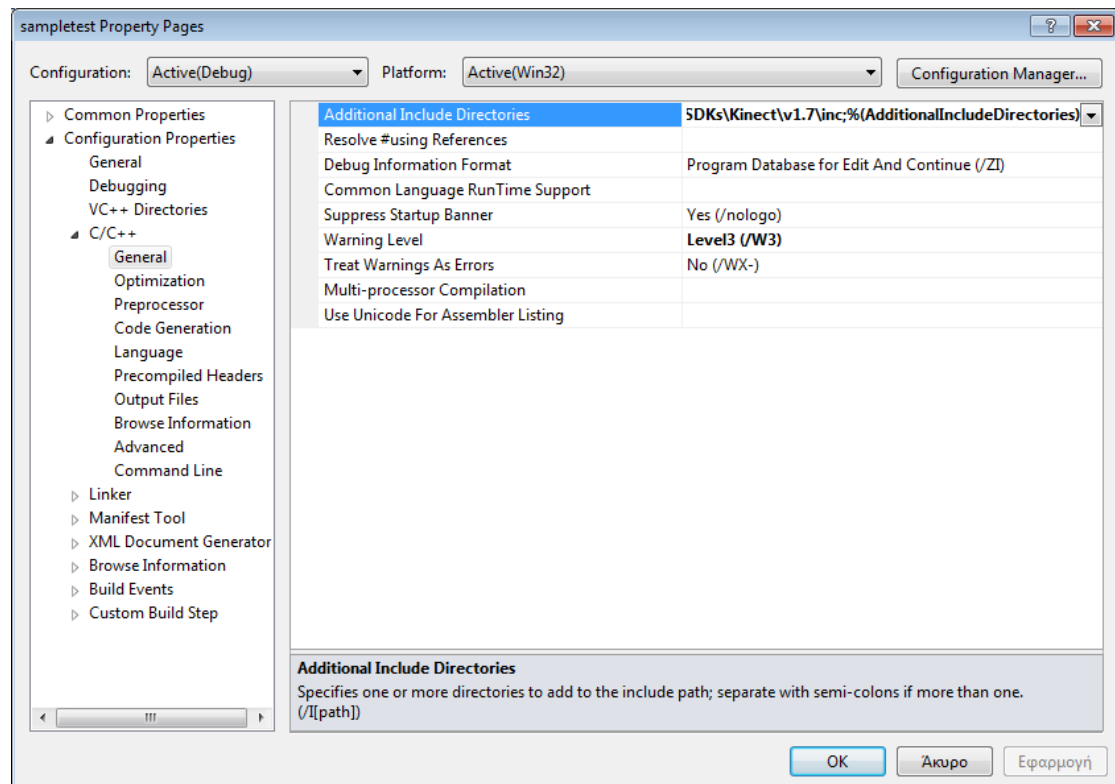 sampletest Property Pages
Configuration: Active(Debug) Platform: Active(Win32) Configuration Manager...
Common Properties
Configuration Properties
General
Debugging
VC++ Directories
C/C++
General
Optimization
Preprocessor
Code Generation
Language
Precompiled Headers
Output Files
Browse Information
Advanced
Command Line
Linker
Manifest Tool
XML Document Generator
Browse Information
Build Events
Custom Build Step
Additional Include Directories SDKs\Kinect\v1.7\inc;%(AdditionalIncludeDirectories)
Resolve #using References
Debug Information Format Program Database for Edit And Continue (/ZI)
Common Language RunTime Support
Suppress Startup Banner Yes (/nologo)
Warning Level Level3 (/W3)
Treat Warnings As Errors No (/WX-)
Multi-processor Compilation
Use Unicode For Assembler Listing
Additional Include Directories
Specifies one or more directories to add to the include path; separate with semi-colons if more than one.
(/I[path])
OK Άκυρο Εφαρμογή